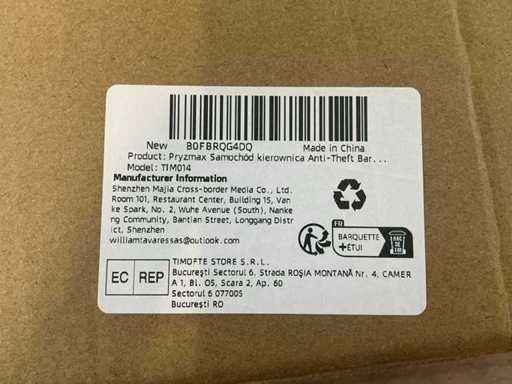 New B0FBRQG4DQ Made in China
Product: Pryzmax Samochód kierownica Anti-Theft Bar...
Model: TIM014
Manufacturer Information
Shenzhen Majia Cross-border Media Co., Ltd.
Room 101, Restaurant Center, Building 15, Van
ke Spark, No. 2, Wuhe Avenue (South), Nanke
ng Community, Bantian Street, Longgang Distr
ict, Shenzhen
williamtavaressas@outlook.com
FR
BARQUETTE
+ÉTUI
BAC
DE
TRI
EC REP
TIMOFTE STORE S.R.L.
Bucureşti Sectorul 6, Strada ROŞIA MONTANĂ Nr. 4, CAMER
A 1, Bl. O5, Scara 2, Ap. 60
Sectorul 6 077005
Bucureşti RO